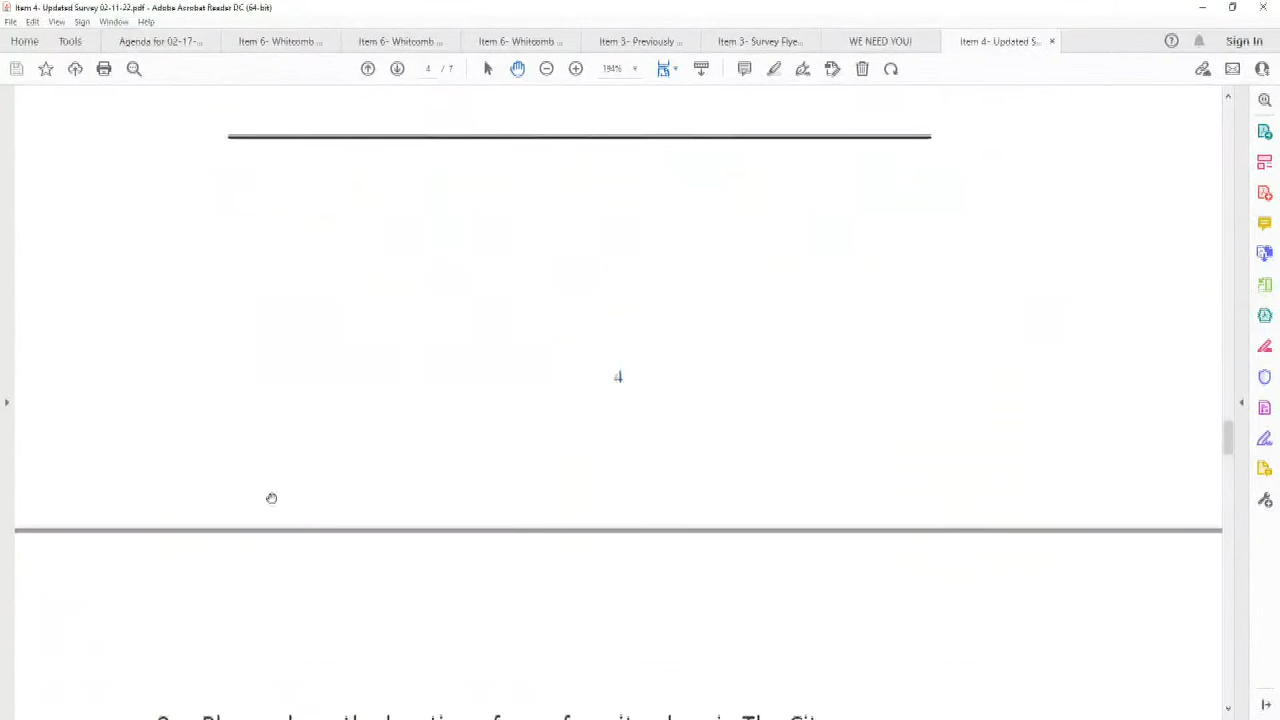 Item 4- Updated Survey 02-11-22.pdf - Adobe Acrobat Reader DC (64-bit)
File Edit View Sign Window Help
Home Tools Agenda for 02-17-... Item 6- Whitcomb ... Item 6- Whitcomb ... Item 6- Whitcomb ... Item 3- Previously ... Item 3- Survey Flye... WE NEED YOU! Item 4- Updated S... × Sign In
4 / 7 194%
4